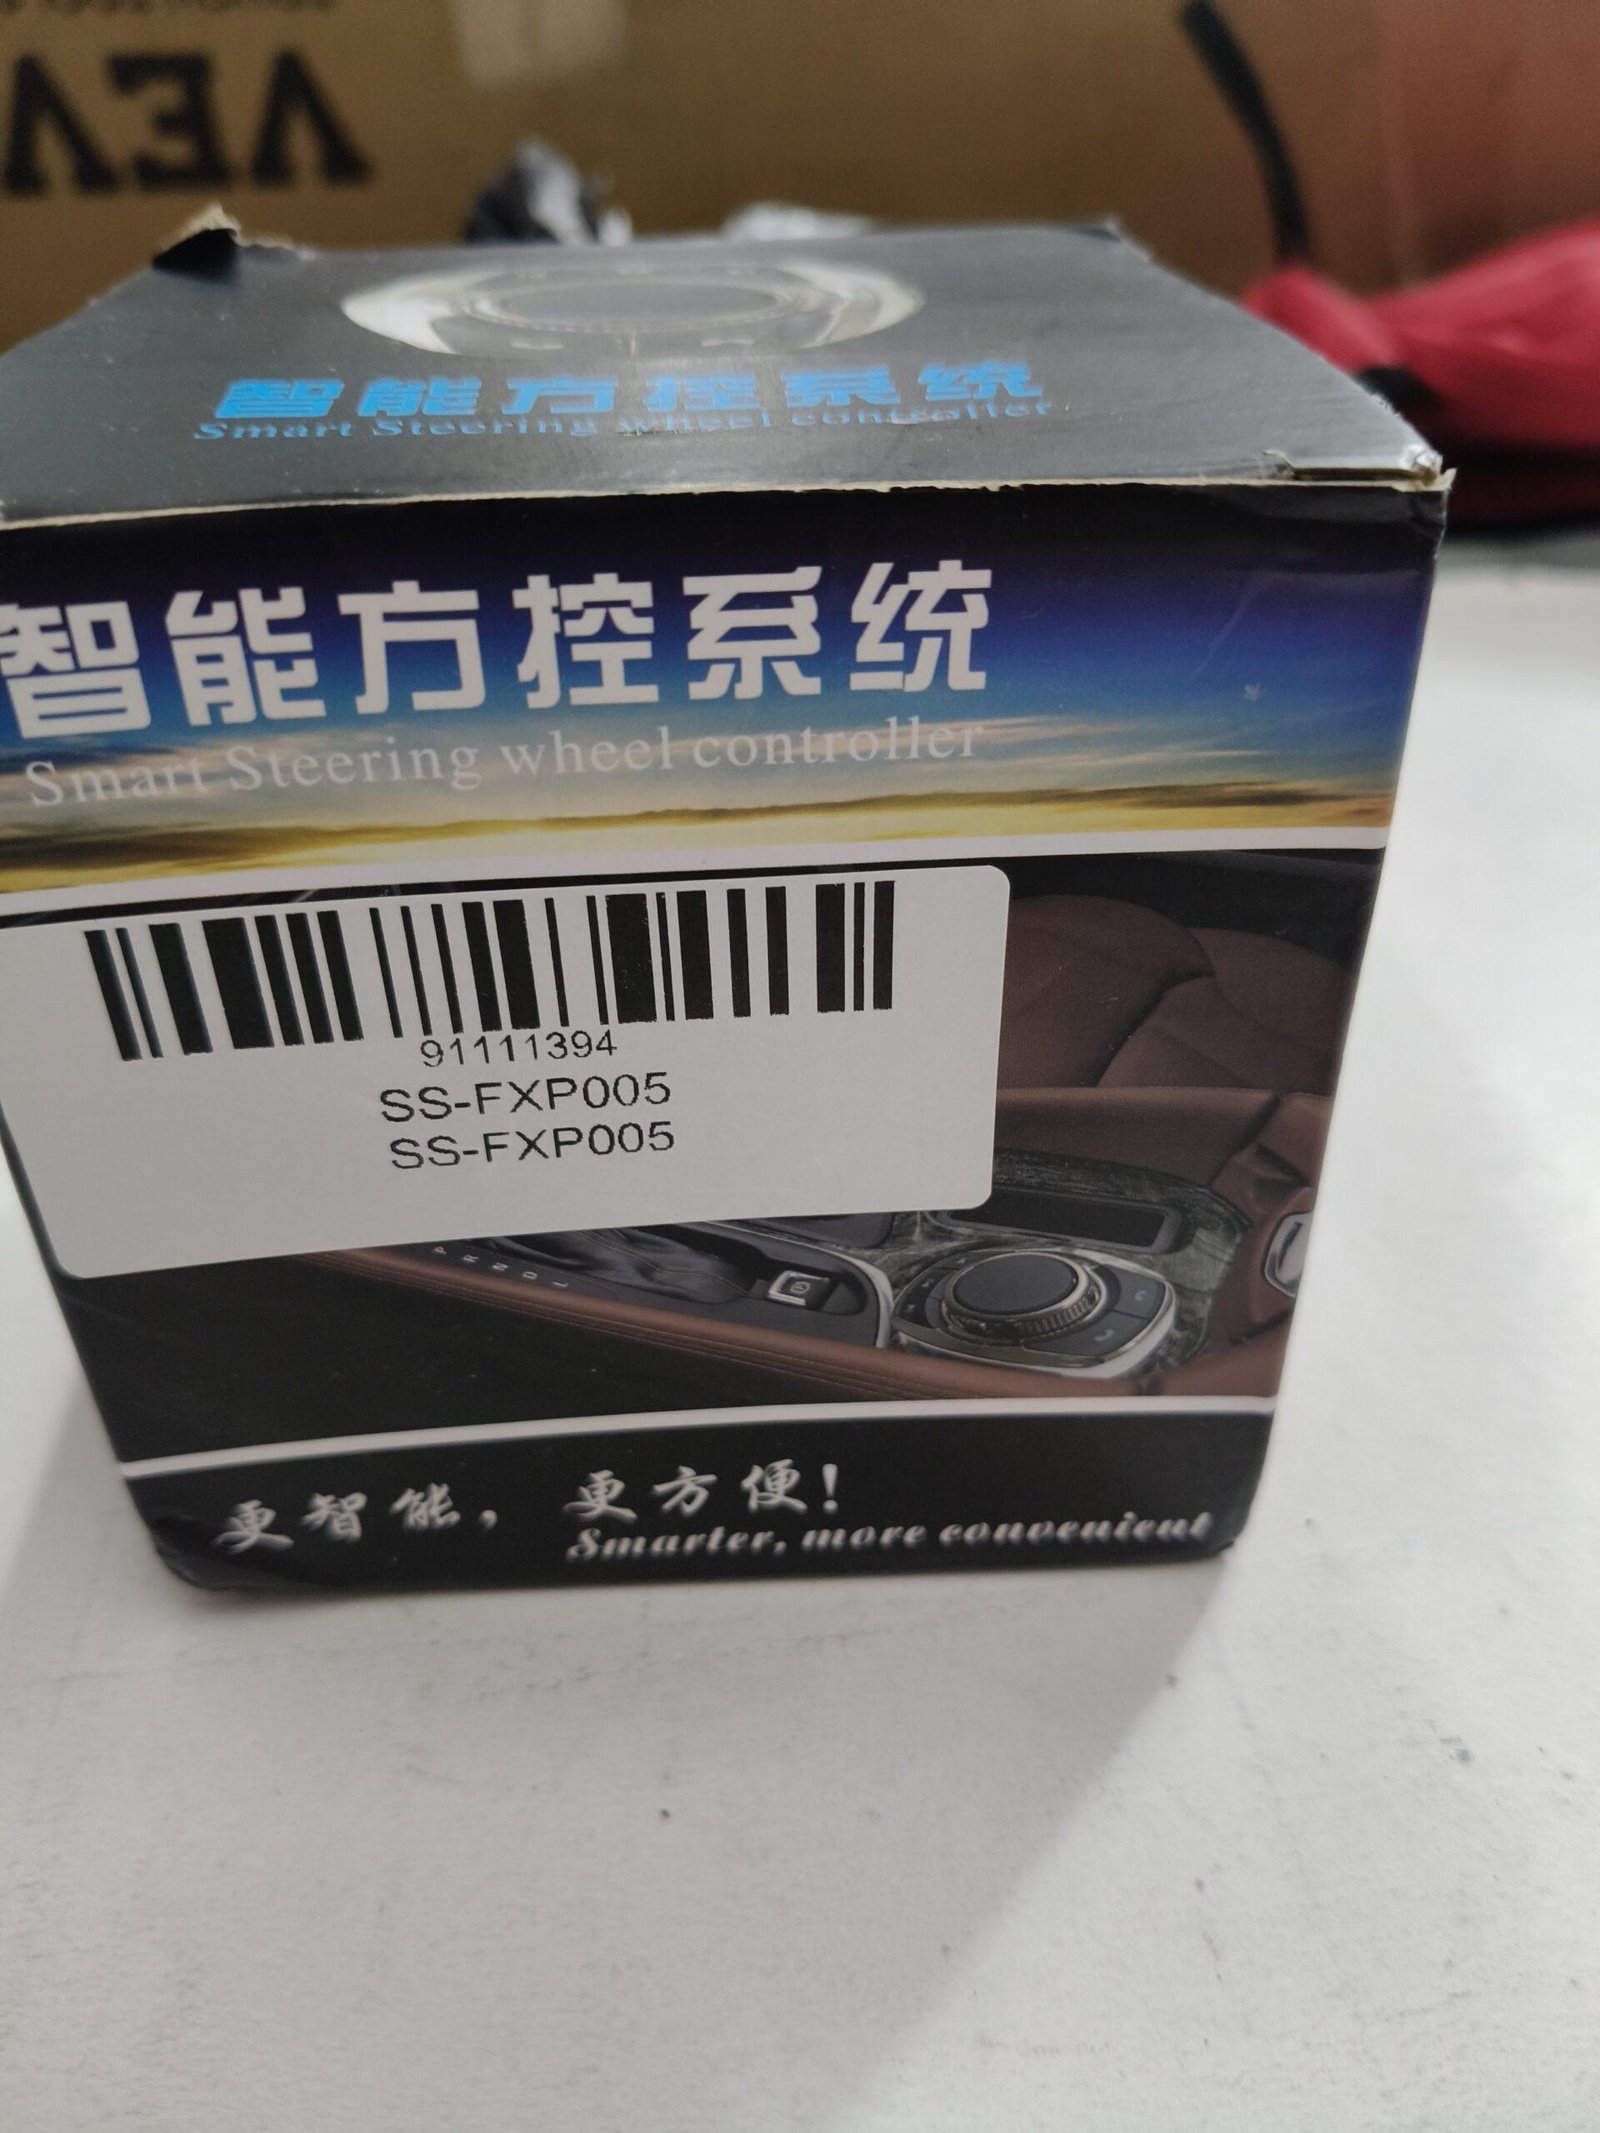 VEV
智能方控系统
Smart Steering wheel controller
智能方控系统
Smart Steering wheel controller
91111394
SS-FXP005
SS-FXP005
P R N D L
更智能，更方便！
Smarter, more convenient